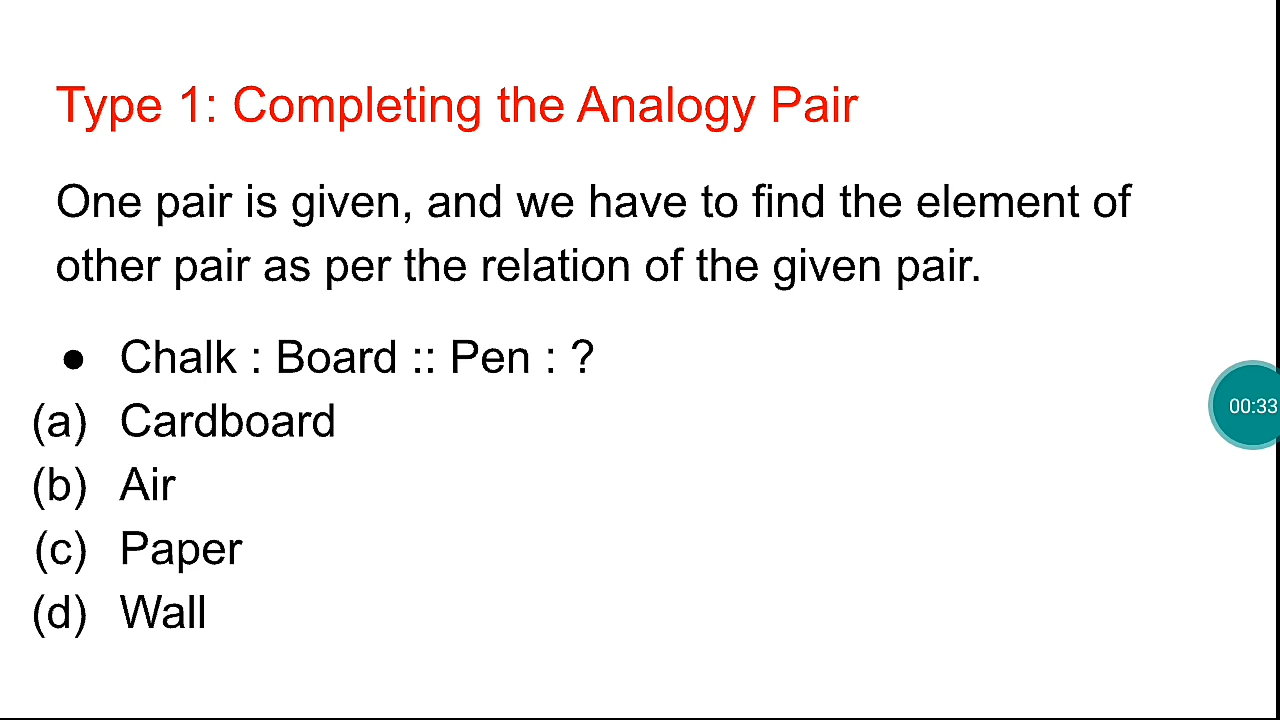 Type 1: Completing the Analogy Pair
One pair is given, and we have to find the element of
other pair as per the relation of the given pair.
● Chalk : Board :: Pen : ?
(a) Cardboard
(b) Air
(c) Paper
(d) Wall
00:33